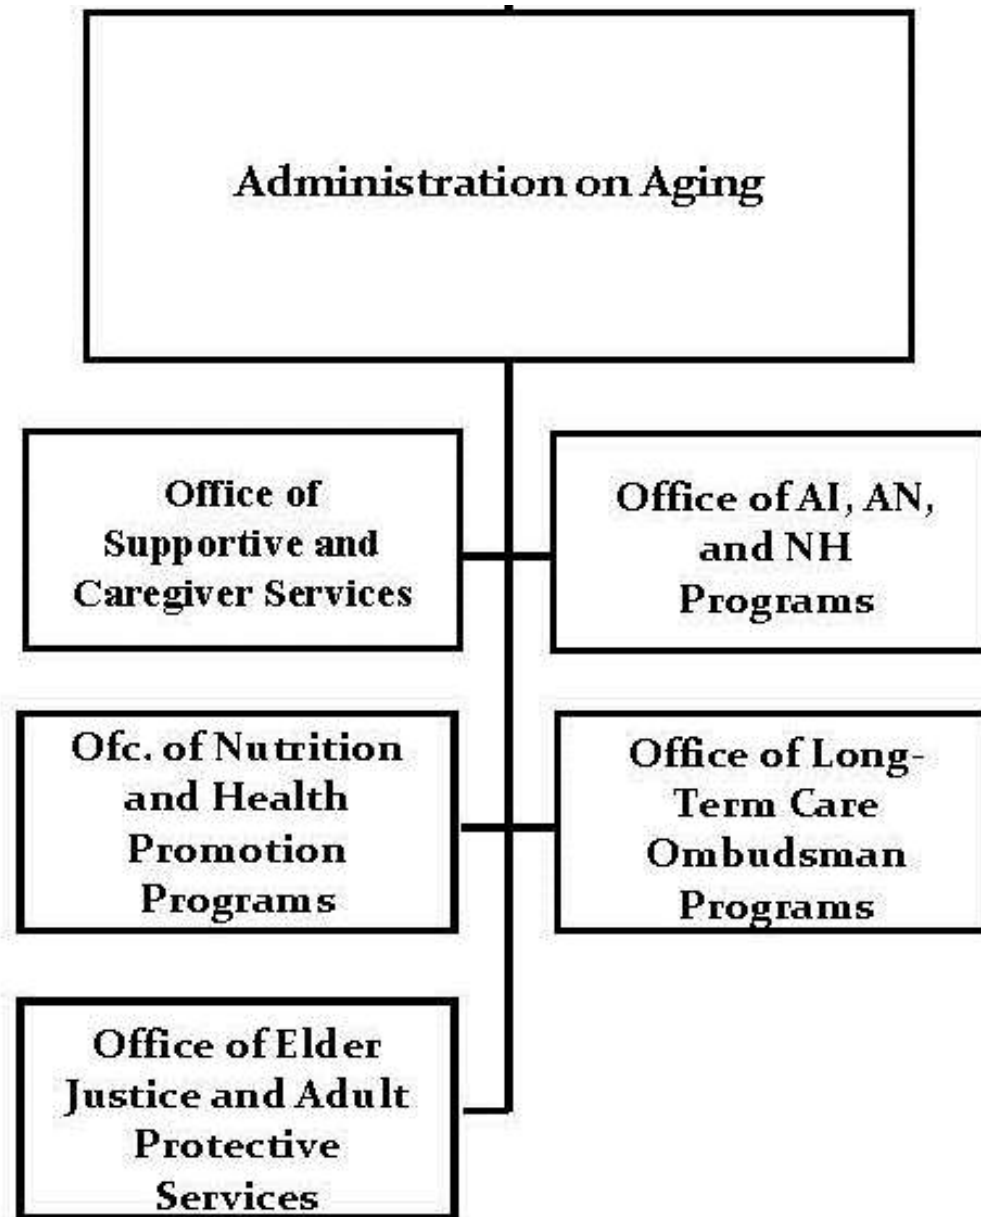 Administration on Aging
Office of
Supportive and
Caregiver Services
Office of AI, AN,
and NH
Programs
Ofc. of Nutrition
and Health
Promotion
Programs
Office of Long-
Term Care
Ombudsman
Programs
Office of Elder
Justice and Adult
Protective
Services